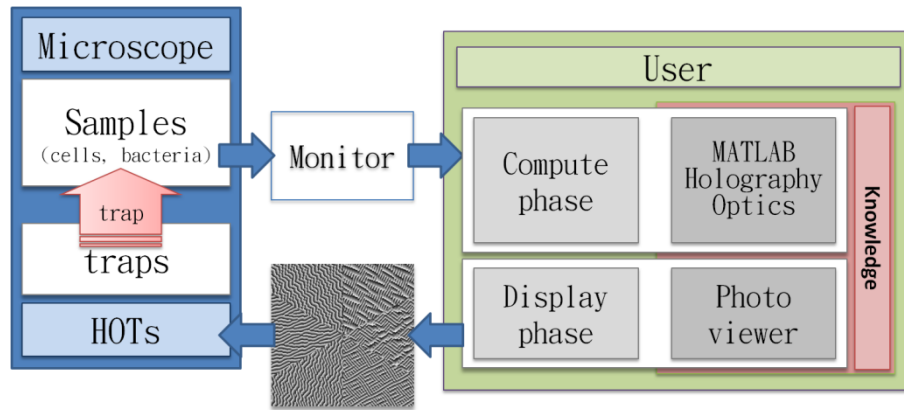 Microscope
Samples
(cells, bacteria)
trap
traps
HOTs
Monitor
User
Compute
phase
MATLAB
Holography
Optics
Display
phase
Photo
viewer
Knowledge